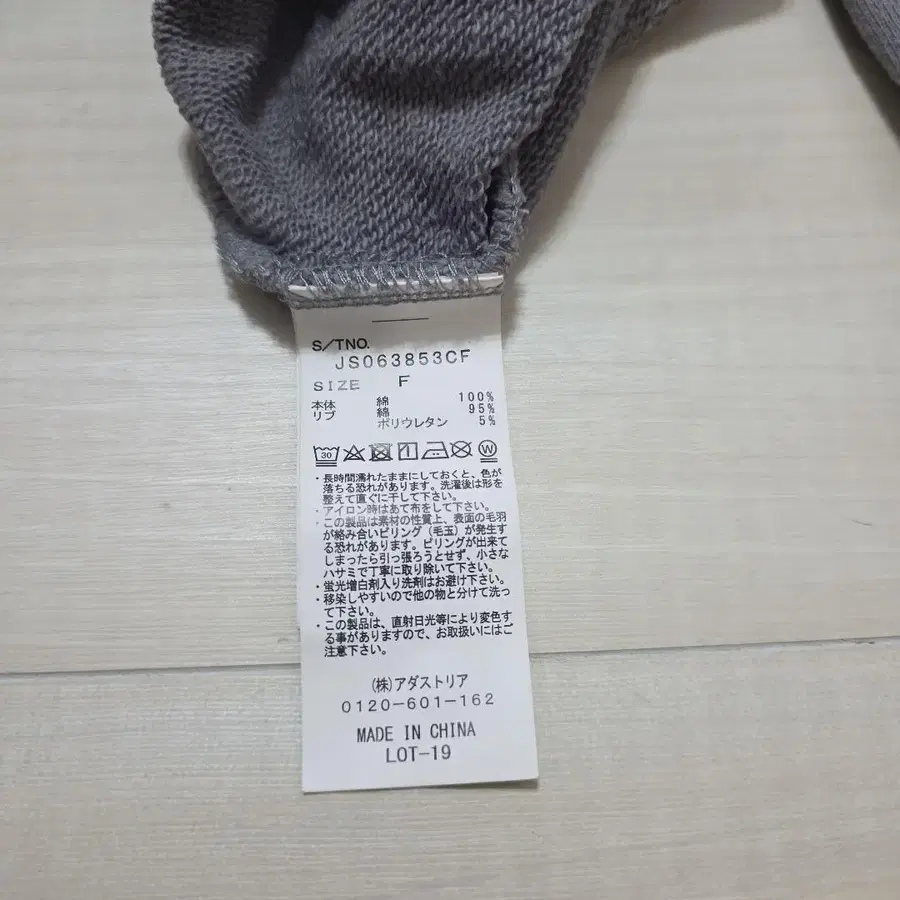 S/TNO.
JS063853CF
SIZE F
本体 綿 100%
リブ 綿 95%
ポリウレタン 5%
30
・長時間濡れたままにしておくと、色が
落ちる恐れがあります。洗濯後は形を
整えて直ぐに干して下さい。
・アイロン時はあて布をして下さい。
・この製品は素材の性質上、表面の毛羽
が絡み合いピリング（毛玉）が発生す
る恐れがあります。ピリングが出来て
しまったら引っ張ろうとせず、小さな
ハサミで丁寧に取り除いて下さい。
・蛍光増白剤入り洗剤はお避け下さい。
・移染しやすいので他の物と分けて洗っ
て下さい。
・この製品は、直射日光等により変色す
る事がありますので、お取扱いにはご
注意下さい。
(株)アダストリア
0120-601-162
MADE IN CHINA
LOT-19